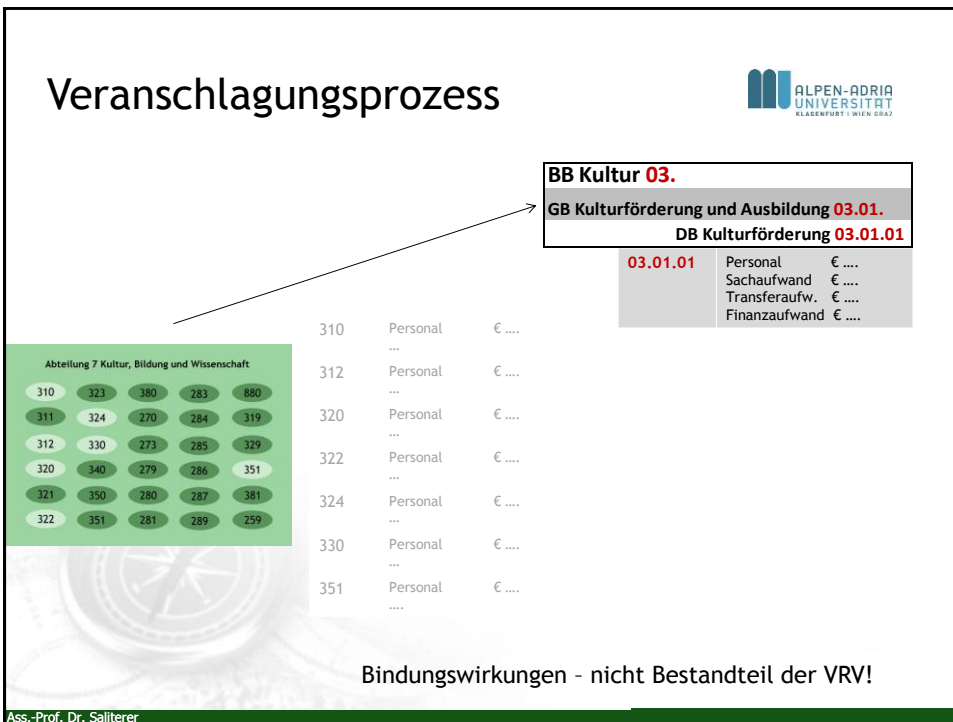 Veranschlagungsprozess
ALPEN-ADRIA
UNIVERSITÄT
KLAGENFURT I WIEN GRAZ
BB Kultur 03.
GB Kulturförderung und Ausbildung 03.01.
DB Kulturförderung 03.01.01
03.01.01 Personal € ....
Sachaufwand € ....
Transferaufw. € ....
Finanzaufwand € ....
310 Personal € ....
...
312 Personal € ....
...
320 Personal € ....
...
322 Personal € ....
...
324 Personal € ....
...
330 Personal € ....
...
351 Personal € ....
....
Abteilung 7 Kultur, Bildung und Wissenschaft
310 323 380 283 880
311 324 270 284 319
312 330 273 285 329
320 340 279 286 351
321 350 280 287 381
322 351 281 289 259
Bindungswirkungen – nicht Bestandteil der VRV!
Ass.-Prof. Dr. Saliterer